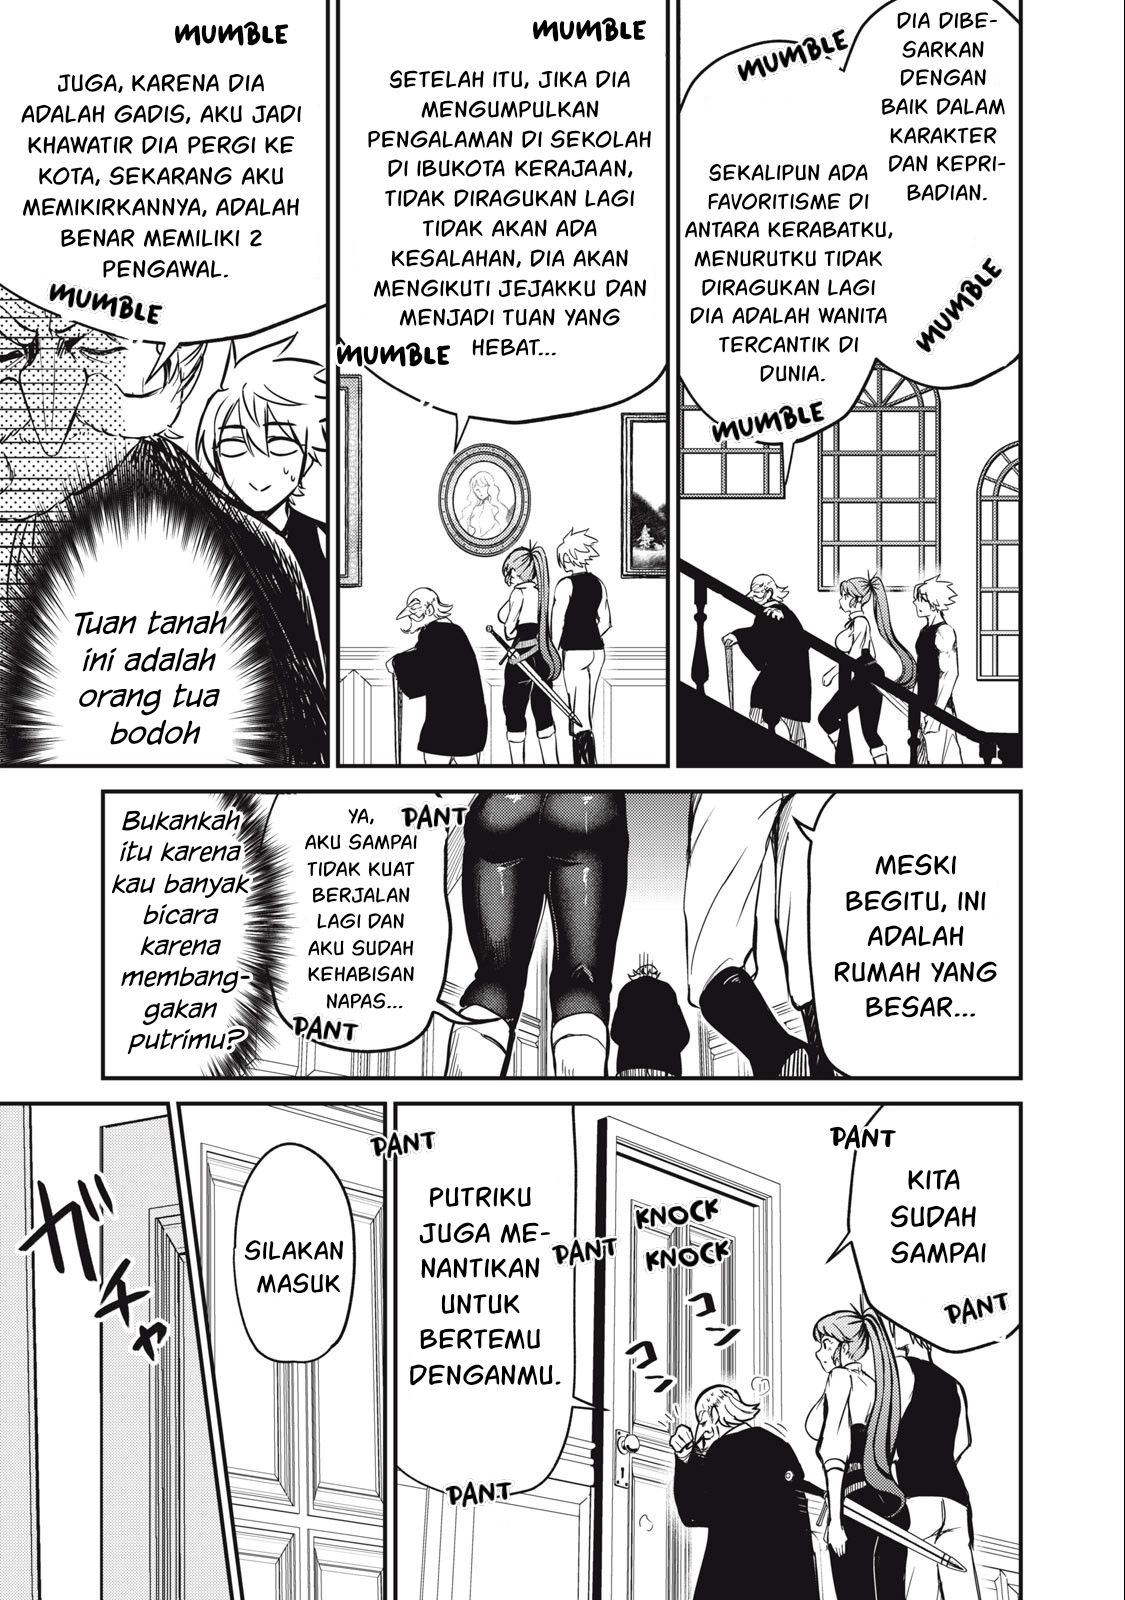 DIA DIBE-
SARKAN
DENGAN
BAIK DALAM
KARAKTER
DAN KEPRI-
BADIAN.
MUMBLE
SEKALIPUN ADA
FAVORITISME DI
ANTARA KERABATKU,
MENURUTKU TIDAK
DIRAGUKAN LAGI
DIA ADALAH WANITA
TERCANTIK DI
DUNIA.
MUMBLE
MUMBLE
MUMBLE
SETELAH ITU, JIKA DIA
MENGUMPULKAN
PENGALAMAN DI SEKOLAH
DI IBUKOTA KERAJAAN,
TIDAK DIRAGUKAN LAGI
TIDAK AKAN ADA
KESALAHAN, DIA AKAN
MENGIKUTI JEJAKKU DAN
MENJADI TUAN YANG
HEBAT...
MUMBLE
MUMBLE
JUGA, KARENA DIA
ADALAH GADIS, AKU JADI
KHAWATIR DIA PERGI KE
KOTA, SEKARANG AKU
MEMIKIRKANNYA, ADALAH
BENAR MEMILIKI 2
PENGAWAL.
MUMBLE
Tuan tanah
ini adalah
orang tua
bodoh
MESKI
BEGITU, INI
ADALAH
RUMAH YANG
BESAR...
PANT
YA,
AKU SAMPAI
TIDAK KUAT
BERJALAN
LAGI DAN
AKU SUDAH
KEHABISAN
NAPAS...
PANT
Bukankah
itu karena
kau banyak
bicara
karena
membang-
gakan
putrimu?
PANT
KITA
SUDAH
SAMPAI
PANT
KNOCK
KNOCK
コン
コン
PANT
PUTRIKU
JUGA ME-
NANTIKAN
UNTUK
BERTEMU
DENGANMU.
PANT
PANT
SILAKAN
MASUK
ガチャ